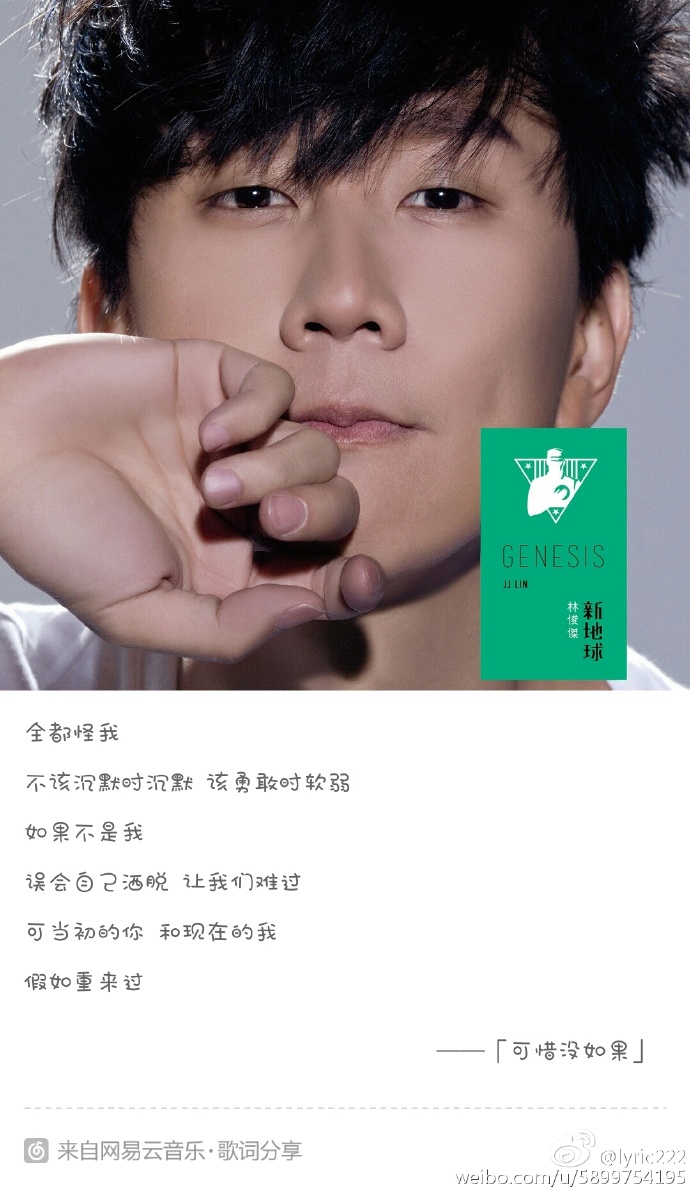 GENESIS
JJ LIN
林俊傑
新地球
全都怪我
不该沉默时沉默 该勇敢时软弱
如果不是我
误会自己洒脱 让我们难过
可当初的你 和现在的我
假如重来过
——「可惜没如果」
来自网易云音乐·歌词分享
@lyric222
weibo.com/u/5899754195